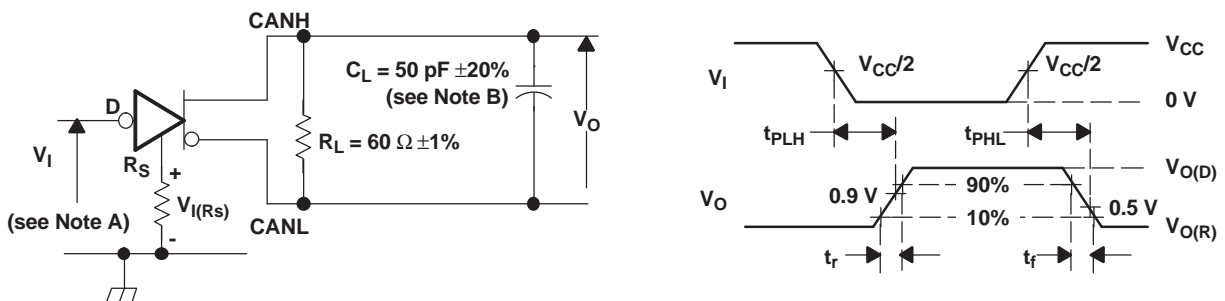 CANH
C_L = 50 pF ±20%
(see Note B)
D
V_O
V_I
R_L = 60 Ω ±1%
R_S
+
V_I(Rs)
(see Note A)
-
CANL
V_CC
V_CC/2
V_CC/2
V_I
0 V
t_PLH
t_PHL
V_O(D)
90%
0.9 V
V_O
0.5 V
10%
V_O(R)
t_r
t_f